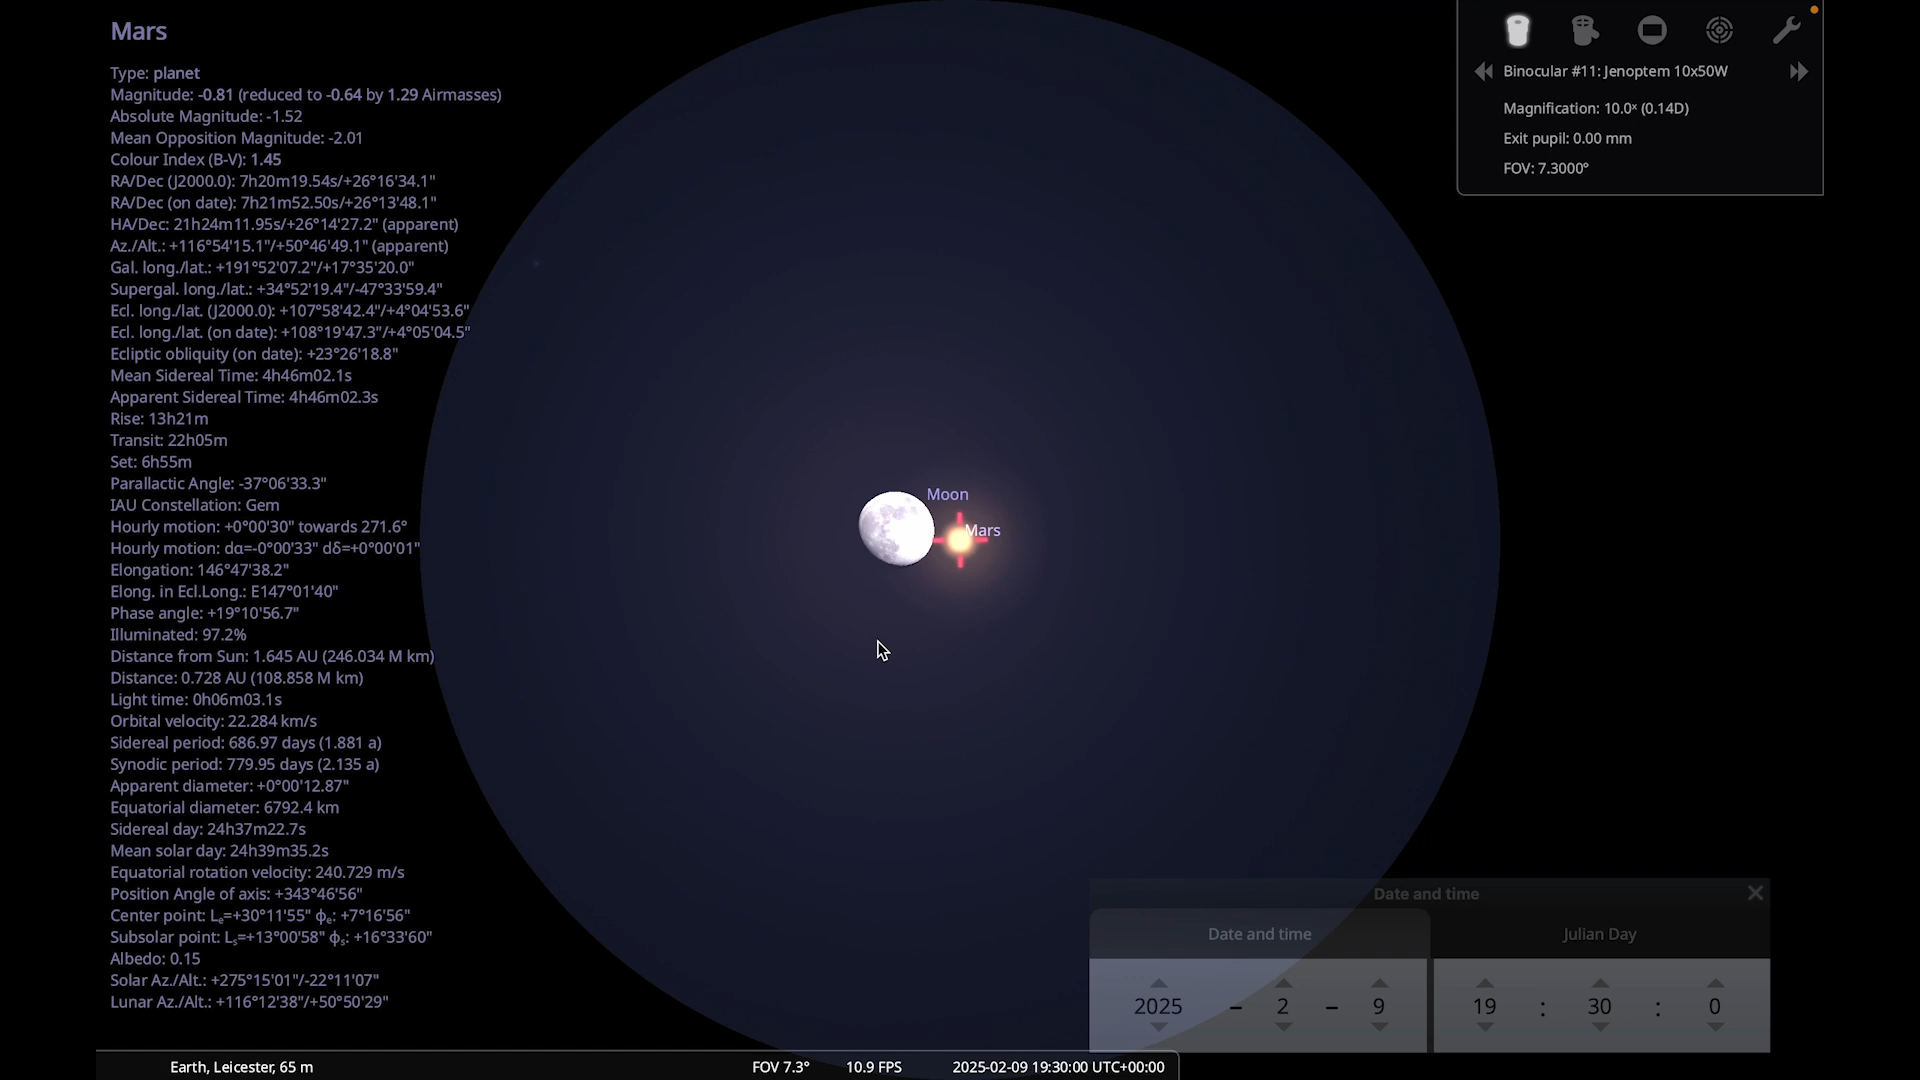 Mars
Type: planet
Magnitude: -0.81 (reduced to -0.64 by 1.29 Airmasses)
Absolute Magnitude: -1.52
Mean Opposition Magnitude: -2.01
Colour Index (B-V): 1.45
RA/Dec (J2000.0): 7h20m19.54s/+26°16'34.1"
RA/Dec (on date): 7h21m52.50s/+26°13'48.1"
HA/Dec: 21h24m11.95s/+26°14'27.2" (apparent)
Az./Alt.: +116°54'15.1"/+50°46'49.1" (apparent)
Gal. long./lat.: +191°52'07.2"/+17°35'20.0"
Supergal. long./lat.: +34°52'19.4"/-47°33'59.4"
Ecl. long./lat. (J2000.0): +107°58'42.4"/+4°04'53.6"
Ecl. long./lat. (on date): +108°19'47.3"/+4°05'04.5"
Ecliptic obliquity (on date): +23°26'18.8"
Mean Sidereal Time: 4h46m02.1s
Apparent Sidereal Time: 4h46m02.3s
Rise: 13h21m
Transit: 22h05m
Set: 6h55m
Parallactic Angle: -37°06'33.3"
IAU Constellation: Gem
Hourly motion: +0°00'30" towards 271.6°
Hourly motion: dα=-0°00'33" dδ=+0°00'01"
Elongation: 146°47'38.2"
Elong. in Ecl.Long.: E147°01'40"
Phase angle: +19°10'56.7"
Illuminated: 97.2%
Distance from Sun: 1.645 AU (246.034 M km)
Distance: 0.728 AU (108.858 M km)
Light time: 0h06m03.1s
Orbital velocity: 22.284 km/s
Sidereal period: 686.97 days (1.881 a)
Synodic period: 779.95 days (2.135 a)
Apparent diameter: +0°00'12.87"
Equatorial diameter: 6792.4 km
Sidereal day: 24h37m22.7s
Mean solar day: 24h39m35.2s
Equatorial rotation velocity: 240.729 m/s
Position Angle of axis: +343°46'56"
Center point: Lₑ=+30°11'55" φₑ: +7°16'56"
Subsolar point: Lₛ=+13°00'58" φₛ: +16°33'60"
Albedo: 0.15
Solar Az./Alt.: +275°15'01"/-22°11'07"
Lunar Az./Alt.: +116°12'38"/+50°50'29"
Moon
Mars
Binocular #11: Jenoptem 10x50W
Magnification: 10.0ˣ (0.14D)
Exit pupil: 0.00 mm
FOV: 7.3000°
Date and time
Date and time Julian Day
2025 – 2 – 9 19 : 30 : 0
Earth, Leicester, 65 m FOV 7.3° 10.9 FPS 2025-02-09 19:30:00 UTC+00:00